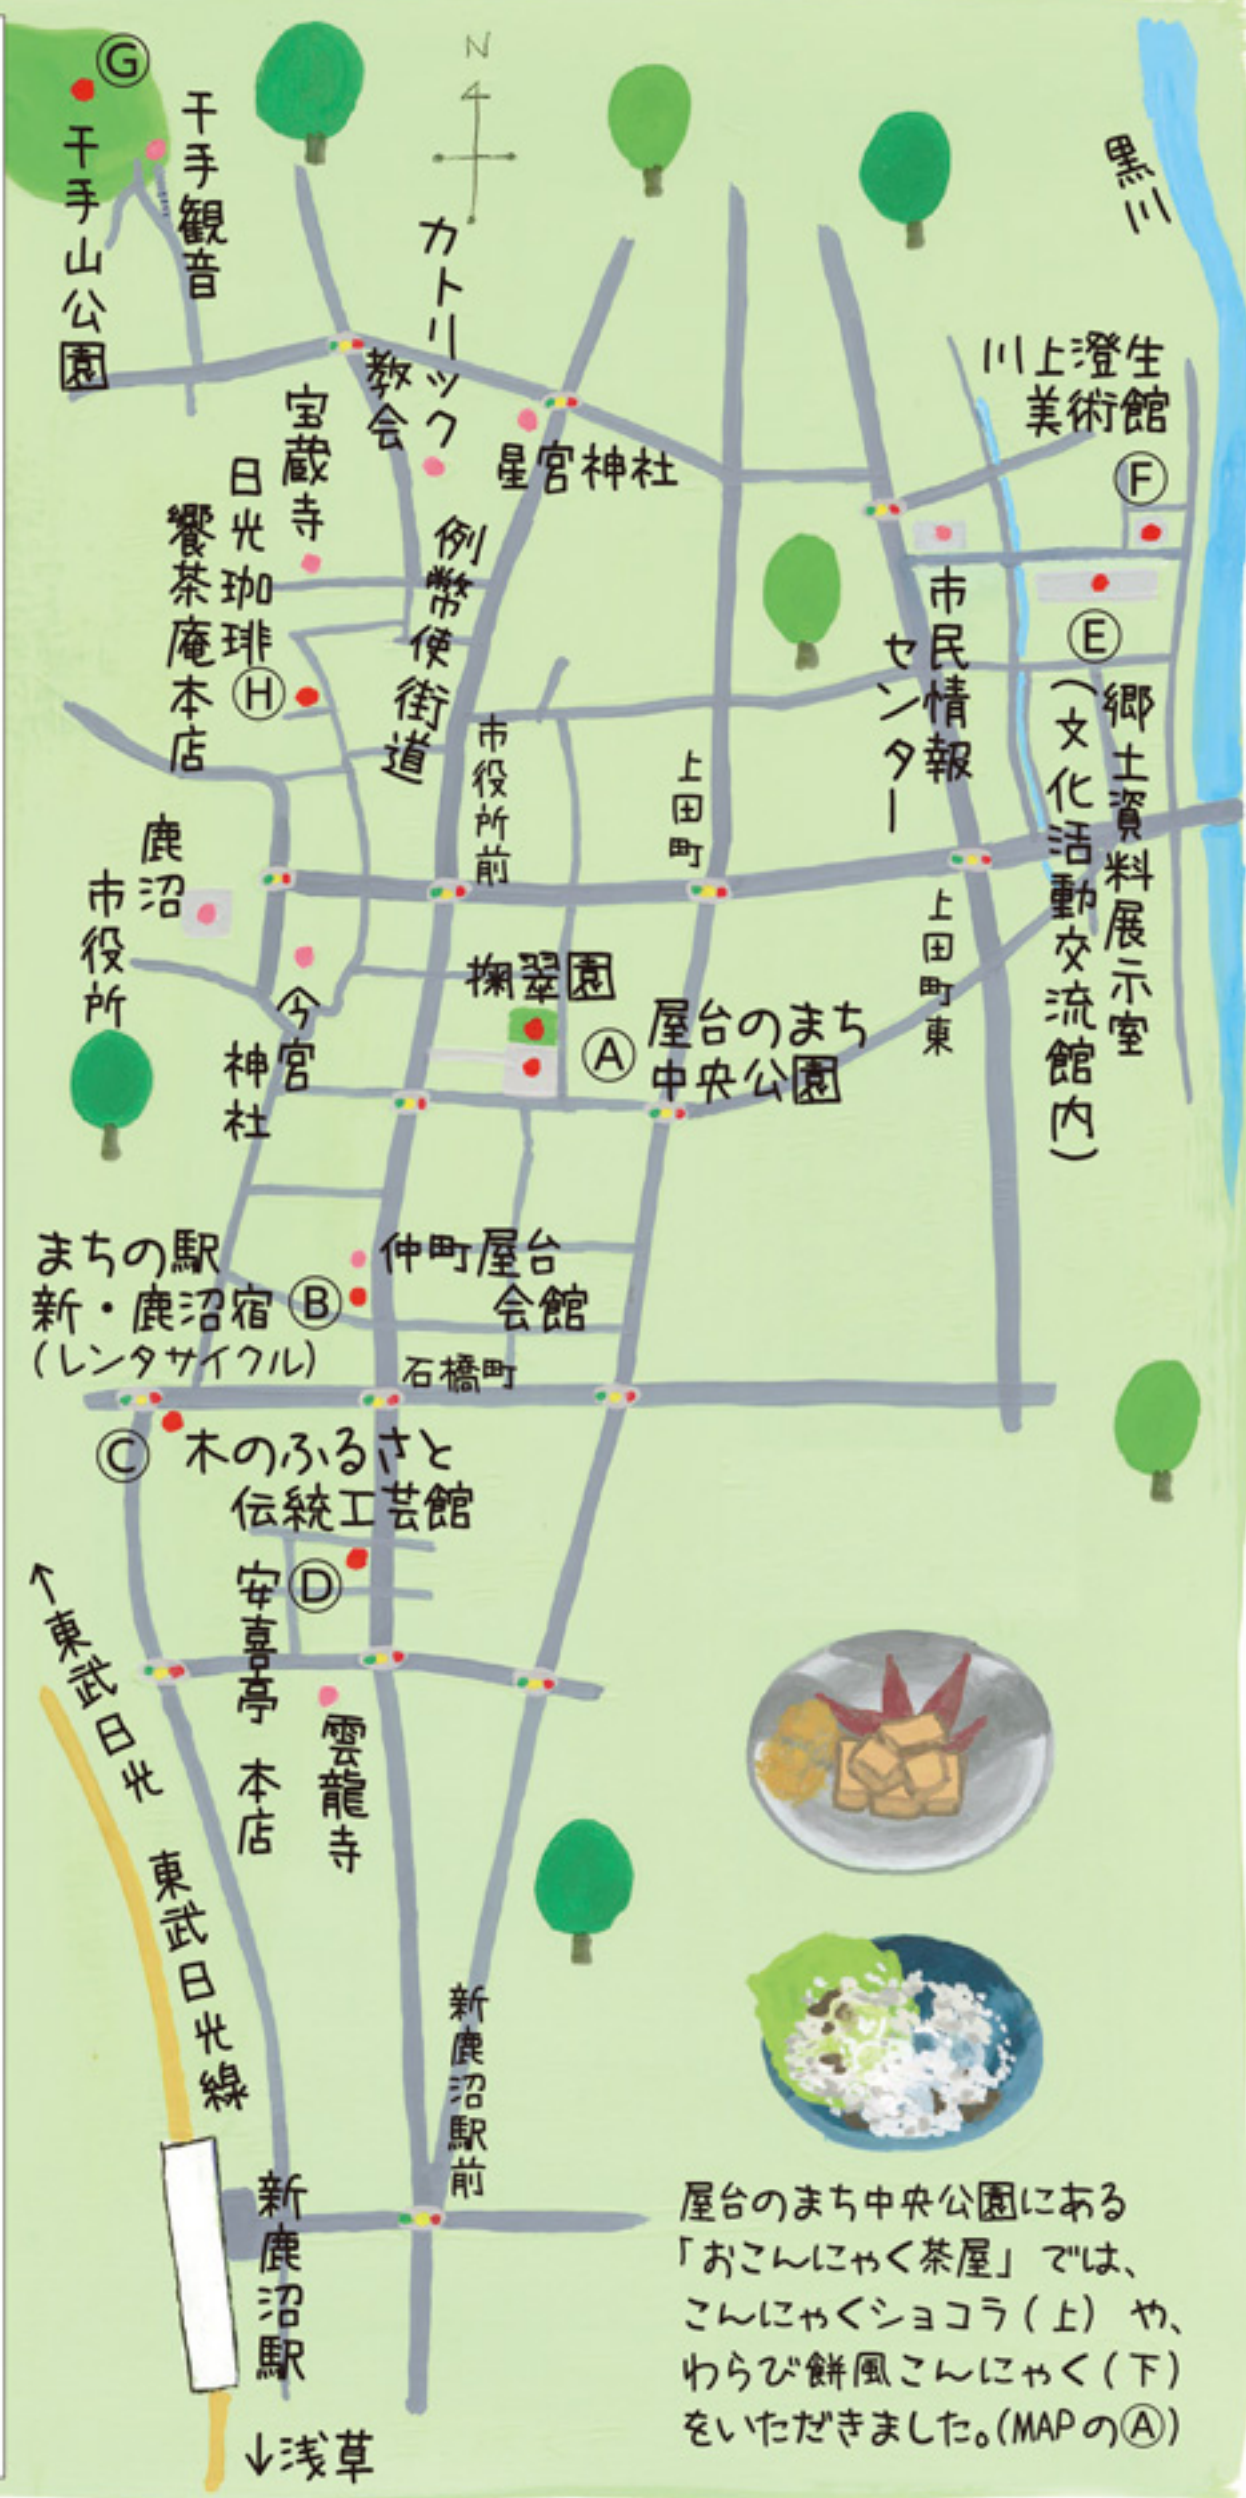 N
Ⓖ
千手山公園
千手観音
カトリック
教会
黒川
川上澄生
美術館
Ⓕ
宝蔵寺
星宮神社
日光珈琲
饗茶庵本店
Ⓗ
例幣使街道
市役所前
上田町
市民情報
センター
Ⓔ
郷土資料展示室
(文化活動交流館内)
鹿沼
市役所
今宮
神社
掬翠園
Ⓐ
屋台のまち
中央公園
上田町東
まちの駅
新・鹿沼宿
(レンタサイクル)
Ⓑ
仲町屋台
会館
石橋町
Ⓒ
木のふるさと
伝統工芸館
Ⓓ
安喜亭 本店
雲龍寺
↑東武日光
東武日光線
新鹿沼駅前
新鹿沼駅
↓浅草
屋台のまち中央公園にある
「おこんにゃく茶屋」では、
こんにゃくショコラ(上)や、
わらび餅風こんにゃく(下)
をいただきました。(MAPのⒶ)